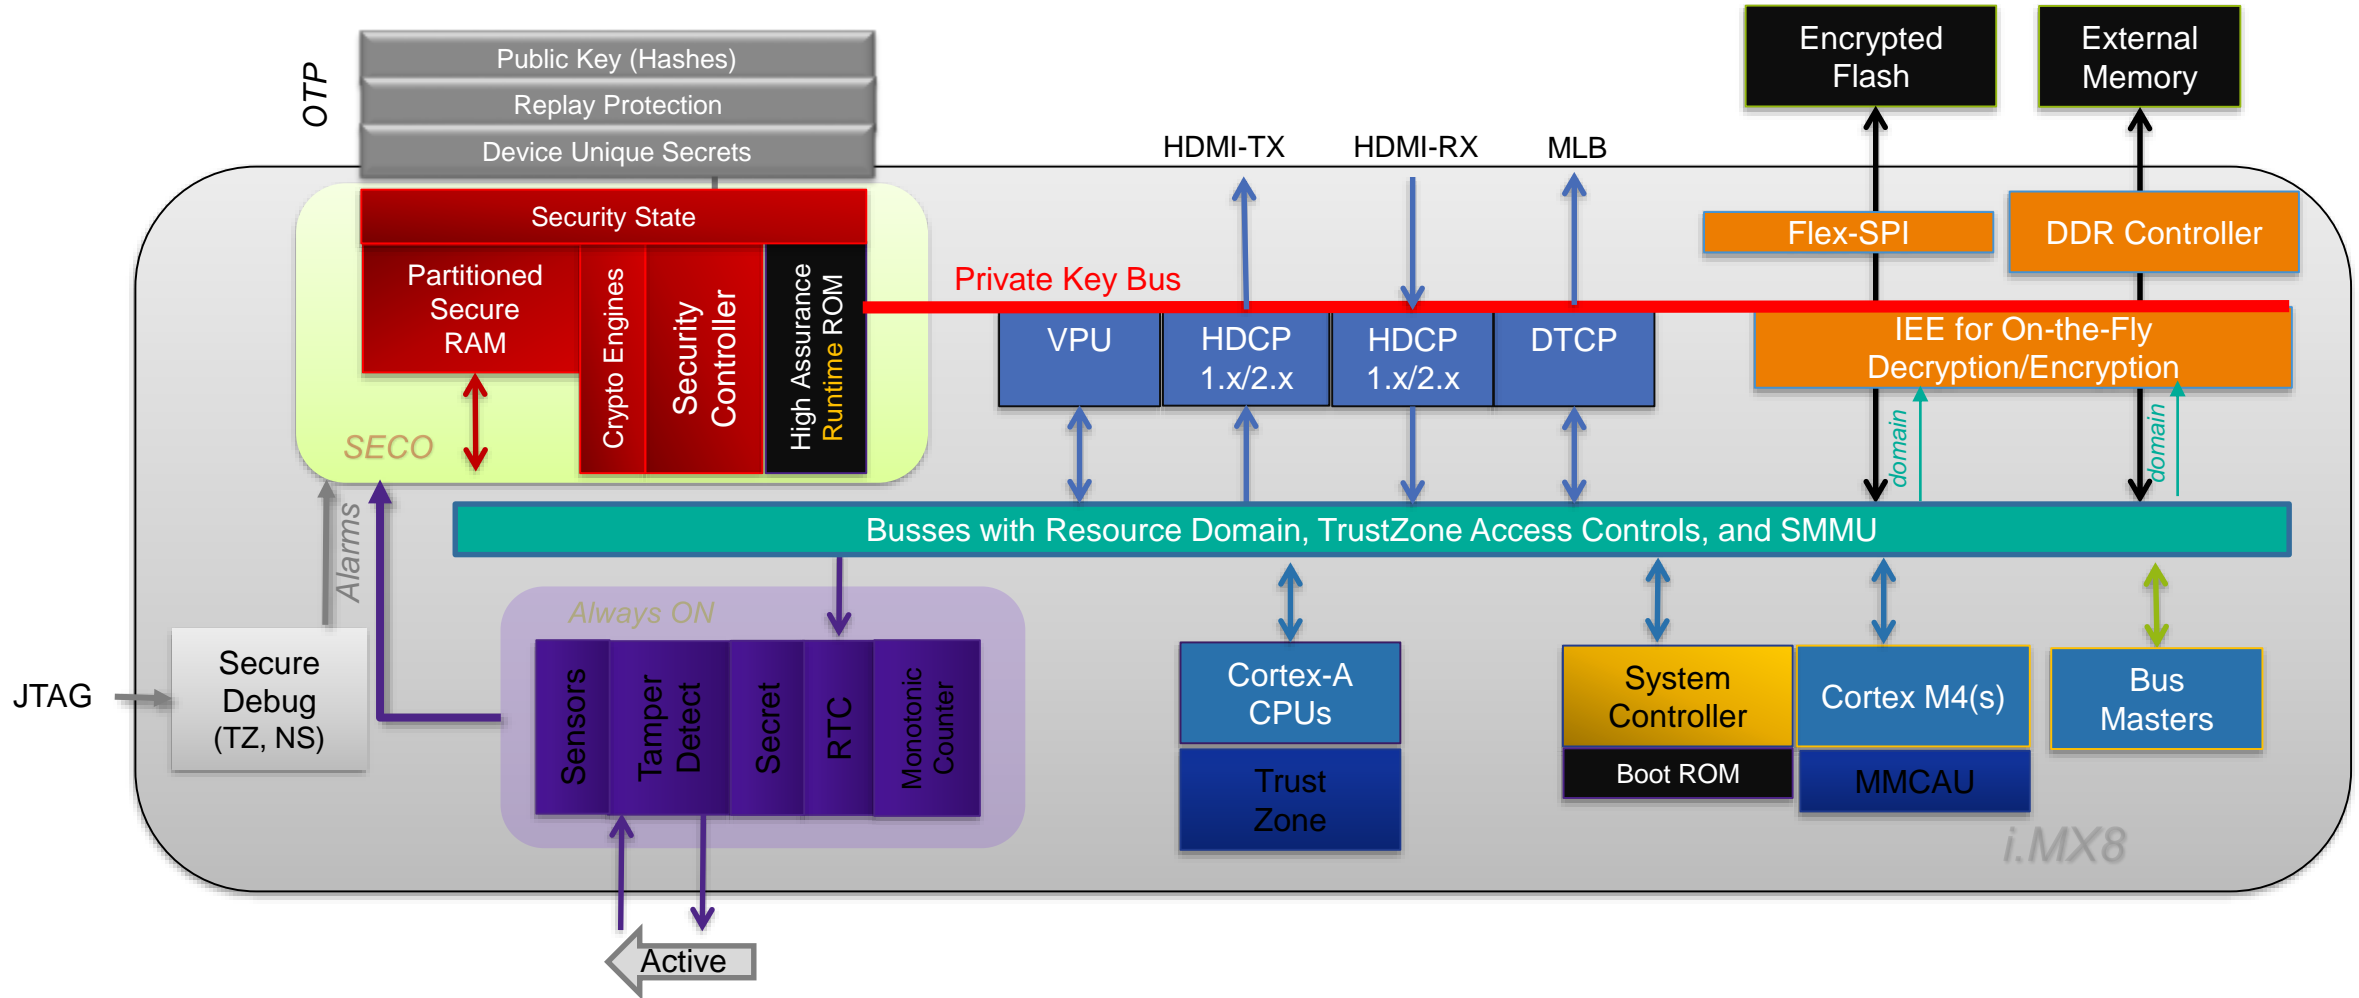 OTP
Public Key (Hashes)
Replay Protection
Device Unique Secrets
Encrypted
Flash
External
Memory
HDMI-TX
HDMI-RX
MLB
Security State
Partitioned
Secure
RAM
Crypto Engines
Security
Controller
High Assurance
Runtime ROM
SECO
Private Key Bus
Flex-SPI
DDR Controller
VPU
HDCP
1.x/2.x
HDCP
1.x/2.x
DTCP
IEE for On-the-Fly
Decryption/Encryption
domain
domain
Alarms
Busses with Resource Domain, TrustZone Access Controls, and SMMU
JTAG
Secure
Debug
(TZ, NS)
Always ON
Sensors
Tamper
Detect
Secret
RTC
Monotonic
Counter
Active
Cortex-A
CPUs
Trust
Zone
System
Controller
Boot ROM
Cortex M4(s)
MMCAU
Bus
Masters
i.MX8